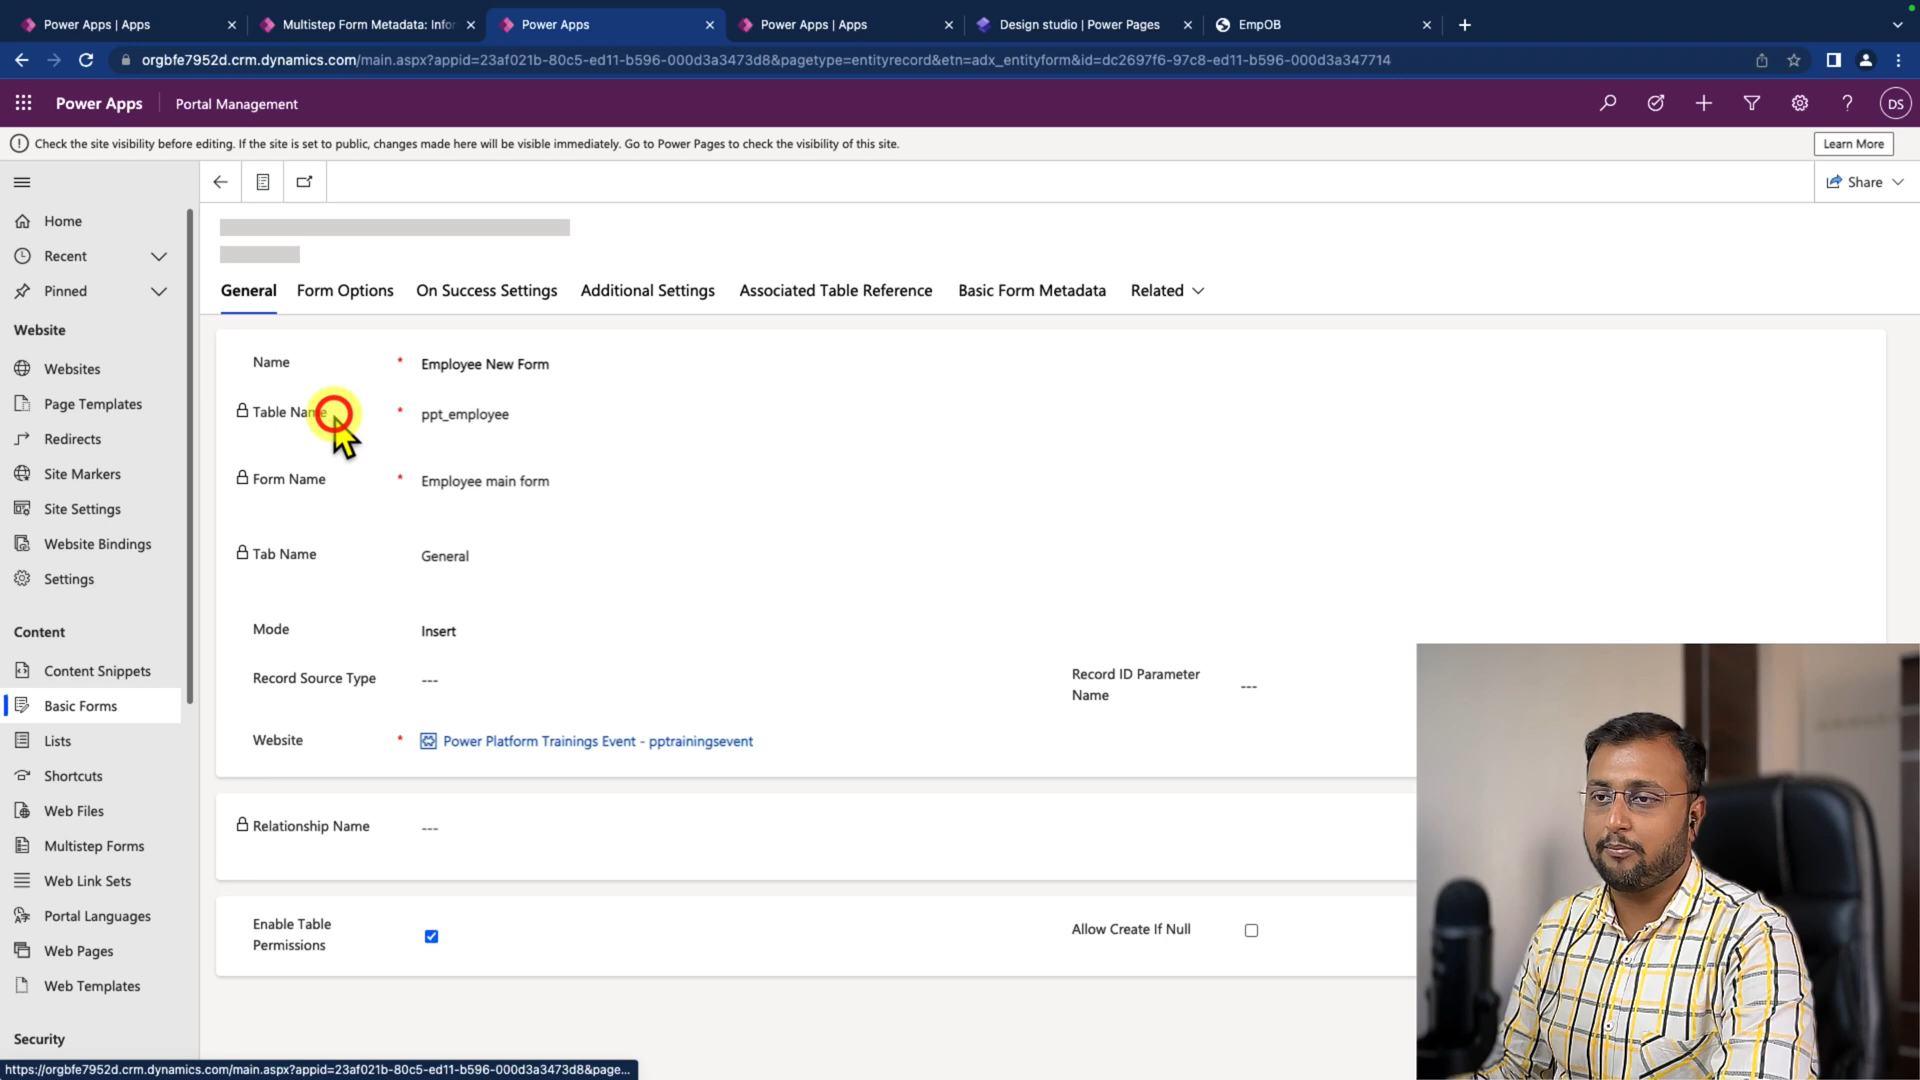 Power Apps | Apps
Multistep Form Metadata: Infor
Power Apps
Power Apps | Apps
Design studio | Power Pages
EmpOB
orgbfe7952d.crm.dynamics.com/main.aspx?appid=23af021b-80c5-ed11-b596-000d3a3473d8&pagetype=entityrecord&etn=adx_entityform&id=dc2697f6-97c8-ed11-b596-000d3a347714
Power Apps
Portal Management
DS
Check the site visibility before editing. If the site is set to public, changes made here will be visible immediately. Go to Power Pages to check the visibility of this site.
Learn More
Share
Home
Recent
Pinned
Website
Websites
Page Templates
Redirects
Site Markers
Site Settings
Website Bindings
Settings
Content
Content Snippets
Basic Forms
Lists
Shortcuts
Web Files
Multistep Forms
Web Link Sets
Portal Languages
Web Pages
Web Templates
Security
General
Form Options
On Success Settings
Additional Settings
Associated Table Reference
Basic Form Metadata
Related
Name * Employee New Form
Table Name * ppt_employee
Form Name * Employee main form
Tab Name General
Mode Insert
Record Source Type ---
Record ID Parameter
Name ---
Website * Power Platform Trainings Event - pptrainingsevent
Relationship Name ---
Enable Table
Permissions
Allow Create If Null
https://orgbfe7952d.crm.dynamics.com/main.aspx?appid=23af021b-80c5-ed11-b596-000d3a3473d8&page...